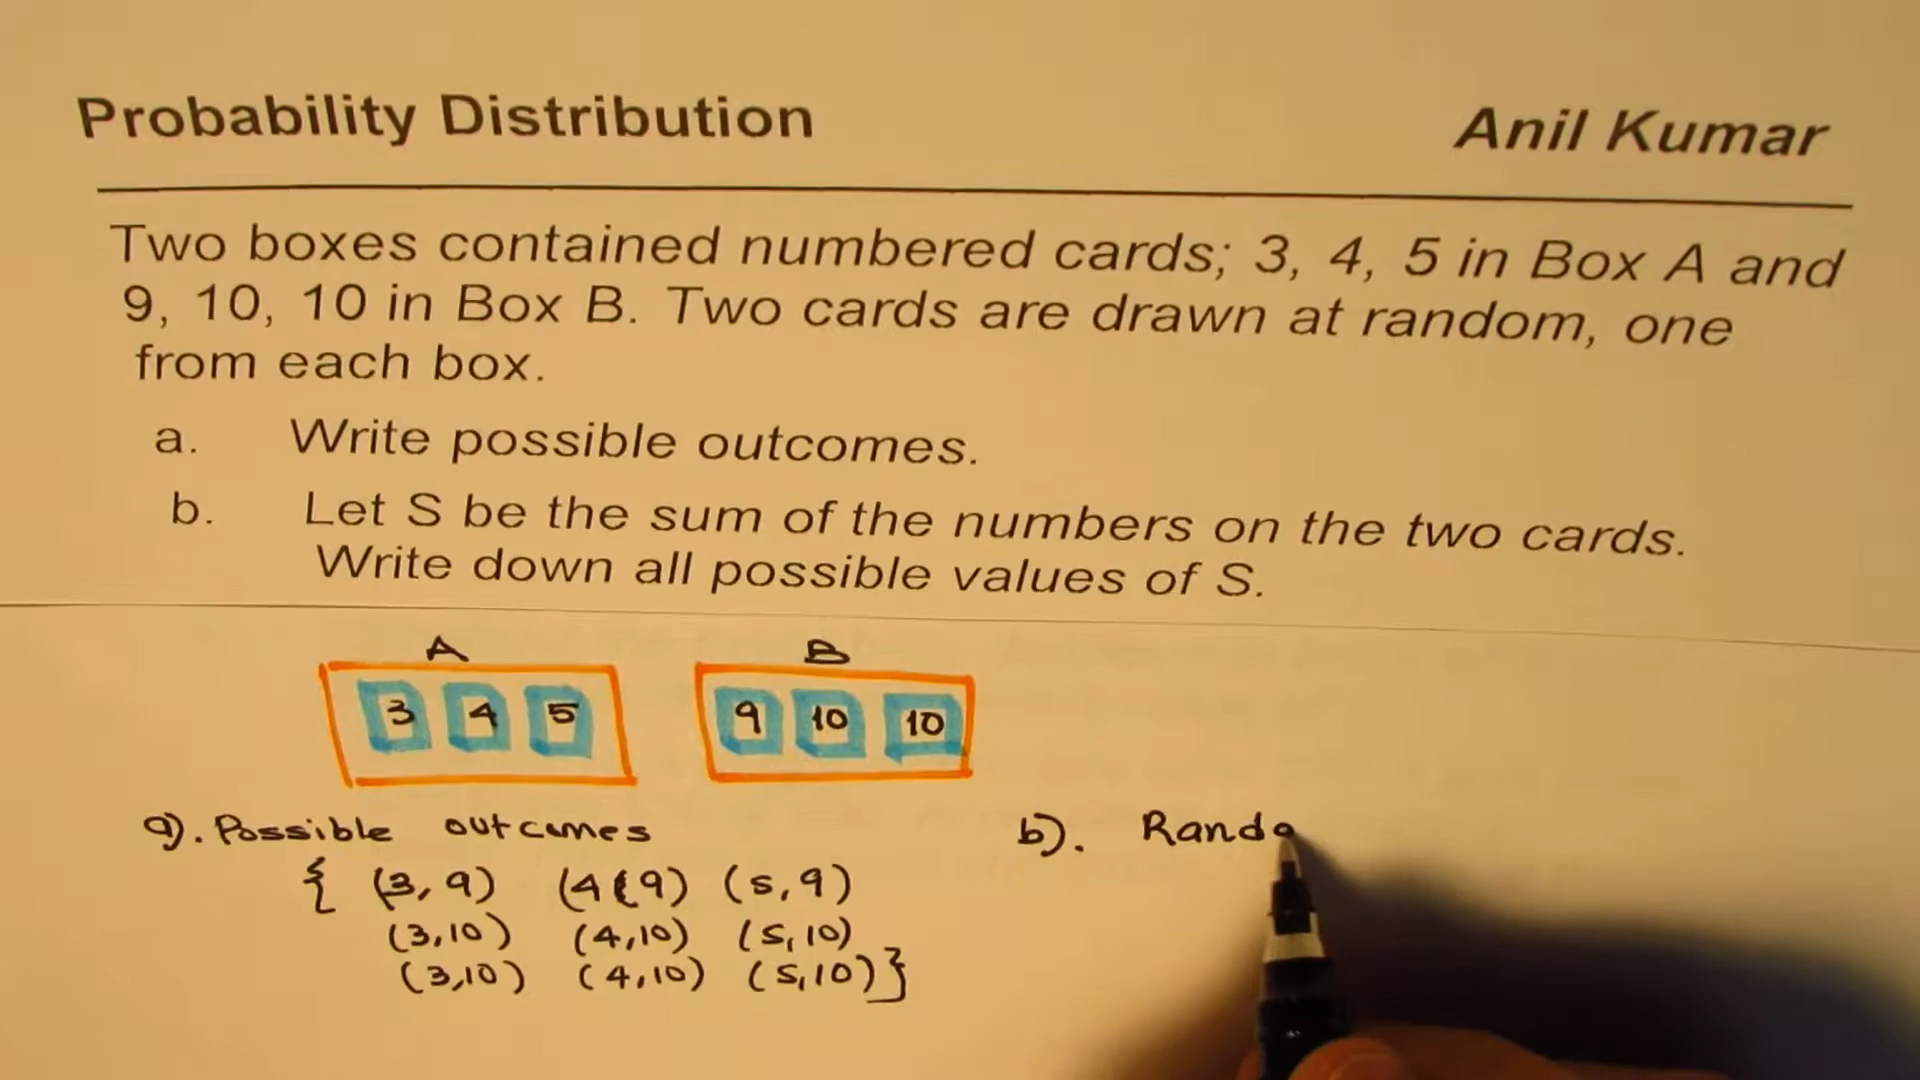 Probability Distribution Anil Kumar
Two boxes contained numbered cards; 3, 4, 5 in Box A and
9, 10, 10 in Box B. Two cards are drawn at random, one
from each box.
a. Write possible outcomes.
b. Let S be the sum of the numbers on the two cards.
Write down all possible values of S.
A B
3 4 5 9 10 10
a). Possible outcomes b). Rando
{ (3, 9) (4, 9) (5, 9)
(3,10) (4,10) (5,10)
(3,10) (4,10) (5,10) }